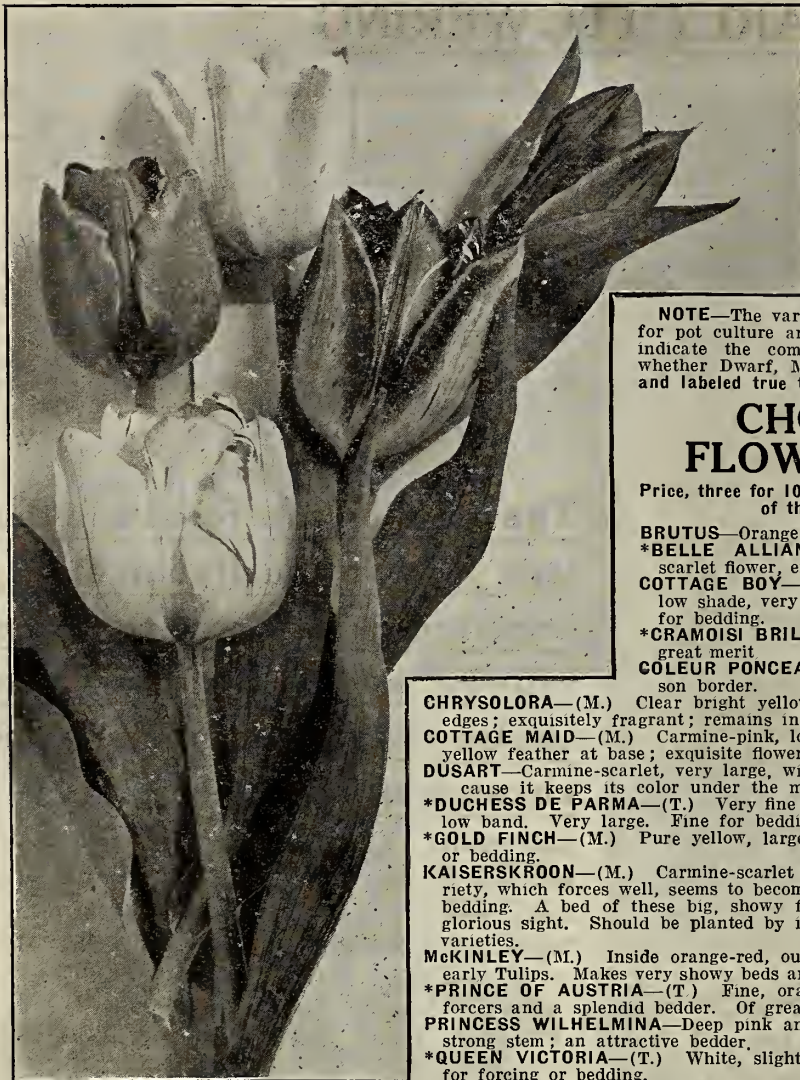 NOTE—The var
for pot culture an
indicate the com
whether Dwarf, M
and labeled true t
CHO
FLOW
Price, three for 10
of th
BRUTUS—Orange
*BELLE ALLIAN
scarlet flower, e
COTTAGE BOY—
low shade, very
for bedding.
*CRAMOISI BRIL
great merit
COLEUR PONCEA
son border.
CHRYSOLORA—(M.) Clear bright yellow
edges; exquisitely fragrant; remains in
COTTAGE MAID—(M.) Carmine-pink, lo
yellow feather at base; exquisite flower
DUSART—Carmine-scarlet, very large, wi
cause it keeps its color under the m
*DUCHESS DE PARMA—(T.) Very fine
low band. Very large. Fine for beddi
*GOLD FINCH—(M.) Pure yellow, large
or bedding.
KAISERSKROON—(M.) Carmine-scarlet
riety, which forces well, seems to becom
bedding. A bed of these big, showy f
glorious sight. Should be planted by i
varieties.
McKINLEY—(M.) Inside orange-red, ou
early Tulips. Makes very showy beds an
*PRINCE OF AUSTRIA—(T.) Fine, ora
forcers and a splendid bedder. Of grea
PRINCESS WILHELMINA—Deep pink an
strong stem; an attractive bedder.
*QUEEN VICTORIA—(T.) White, slight
for forcing or bedding.